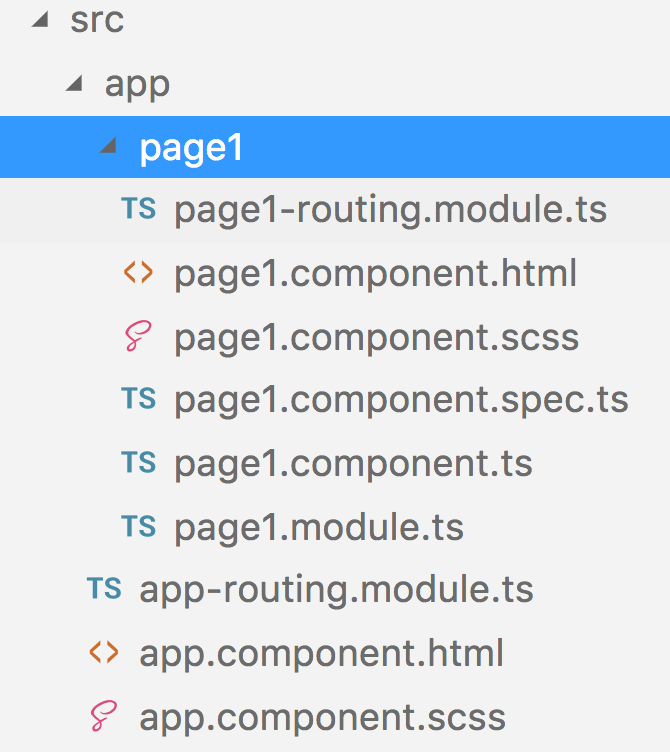 src
app
page1
TS page1-routing.module.ts
<> page1.component.html
page1.component.scss
TS page1.component.spec.ts
TS page1.component.ts
TS page1.module.ts
TS app-routing.module.ts
<> app.component.html
app.component.scss